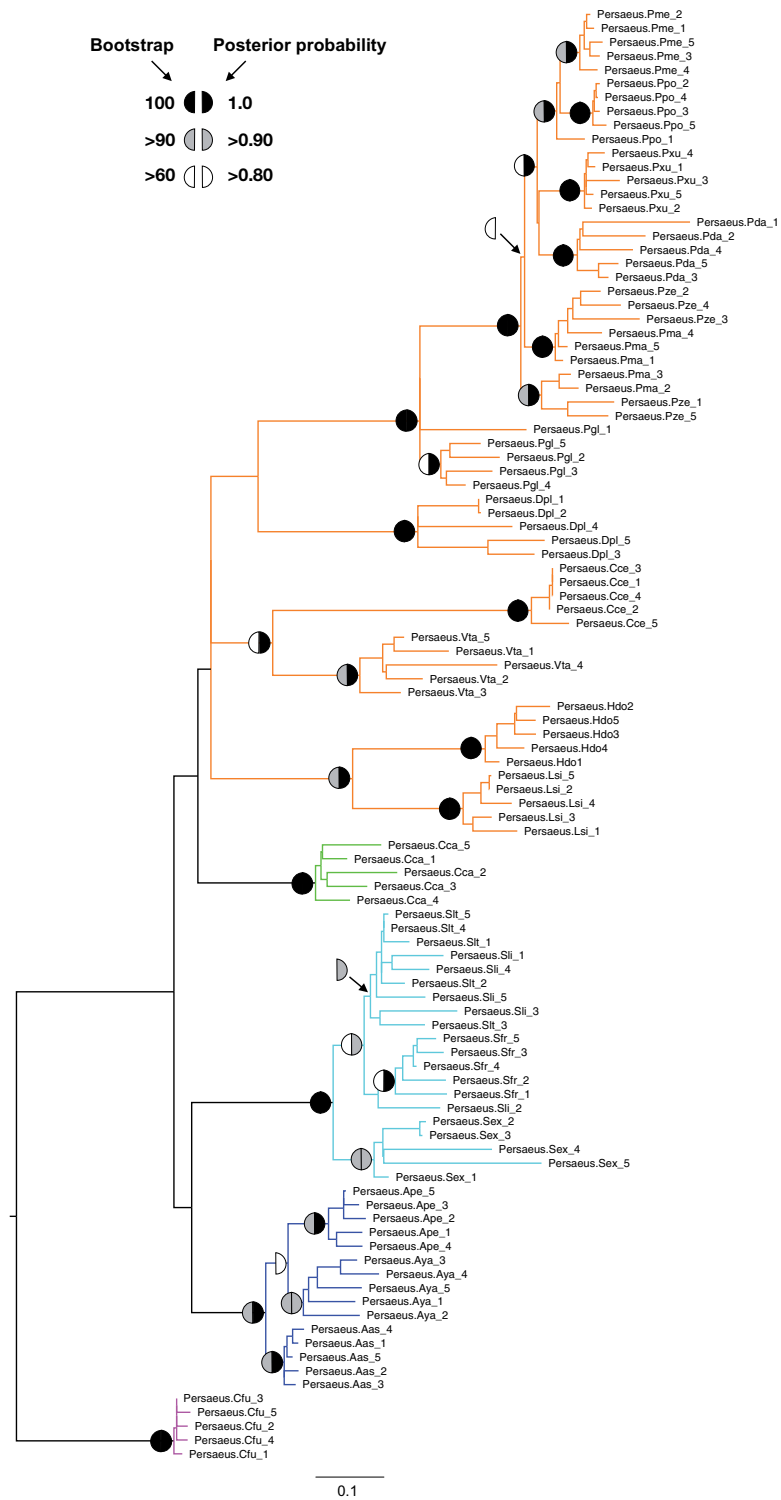 Bootstrap Posterior probability
100 1.0
>90 >0.90
>60 >0.80
Persaeus.Pme_2
Persaeus.Pme_1
Persaeus.Pme_5
Persaeus.Pme_3
Persaeus.Pme_4
Persaeus.Ppo_2
Persaeus.Ppo_4
Persaeus.Ppo_3
Persaeus.Ppo_5
Persaeus.Ppo_1
Persaeus.Pxu_4
Persaeus.Pxu_1
Persaeus.Pxu_3
Persaeus.Pxu_5
Persaeus.Pxu_2
Persaeus.Pda_1
Persaeus.Pda_2
Persaeus.Pda_4
Persaeus.Pda_5
Persaeus.Pda_3
Persaeus.Pze_2
Persaeus.Pze_4
Persaeus.Pze_3
Persaeus.Pma_4
Persaeus.Pma_5
Persaeus.Pma_1
Persaeus.Pma_3
Persaeus.Pma_2
Persaeus.Pze_1
Persaeus.Pze_5
Persaeus.Pgl_1
Persaeus.Pgl_5
Persaeus.Pgl_2
Persaeus.Pgl_3
Persaeus.Pgl_4
Persaeus.Dpl_1
Persaeus.Dpl_2
Persaeus.Dpl_4
Persaeus.Dpl_5
Persaeus.Dpl_3
Persaeus.Cce_3
Persaeus.Cce_1
Persaeus.Cce_4
Persaeus.Cce_2
Persaeus.Cce_5
Persaeus.Vta_5
Persaeus.Vta_1
Persaeus.Vta_4
Persaeus.Vta_2
Persaeus.Vta_3
Persaeus.Hdo2
Persaeus.Hdo5
Persaeus.Hdo3
Persaeus.Hdo4
Persaeus.Hdo1
Persaeus.Lsi_5
Persaeus.Lsi_2
Persaeus.Lsi_4
Persaeus.Lsi_3
Persaeus.Lsi_1
Persaeus.Cca_5
Persaeus.Cca_1
Persaeus.Cca_2
Persaeus.Cca_3
Persaeus.Cca_4
Persaeus.Slt_5
Persaeus.Slt_4
Persaeus.Slt_1
Persaeus.Sli_1
Persaeus.Sli_4
Persaeus.Slt_2
Persaeus.Sli_5
Persaeus.Sli_3
Persaeus.Slt_3
Persaeus.Sfr_5
Persaeus.Sfr_3
Persaeus.Sfr_4
Persaeus.Sfr_2
Persaeus.Sfr_1
Persaeus.Sli_2
Persaeus.Sex_2
Persaeus.Sex_3
Persaeus.Sex_4
Persaeus.Sex_5
Persaeus.Sex_1
Persaeus.Ape_5
Persaeus.Ape_3
Persaeus.Ape_2
Persaeus.Ape_1
Persaeus.Ape_4
Persaeus.Aya_3
Persaeus.Aya_4
Persaeus.Aya_5
Persaeus.Aya_1
Persaeus.Aya_2
Persaeus.Aas_4
Persaeus.Aas_1
Persaeus.Aas_5
Persaeus.Aas_2
Persaeus.Aas_3
Persaeus.Cfu_3
Persaeus.Cfu_5
Persaeus.Cfu_2
Persaeus.Cfu_4
Persaeus.Cfu_1
0.1